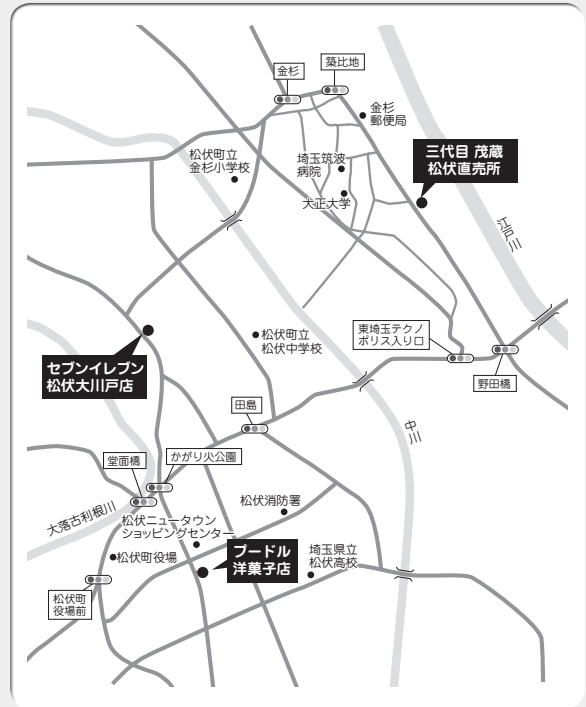 金杉
築比地
金杉
郵便局
松伏町立
金杉小学校
埼玉筑波
病院
大正大学
三代目 茂蔵
松伏直売所
江戸川
松伏町立
松伏中学校
東埼玉テクノ
ポリス入り口
野田橋
セブンイレブン
松伏大川戸店
田島
中川
堂面橋
かがり火公園
大落古利根川
松伏消防署
松伏ニュータウン
ショッピングセンター
松伏町役場
プードル
洋菓子店
埼玉県立
松伏高校
松伏町
役場前